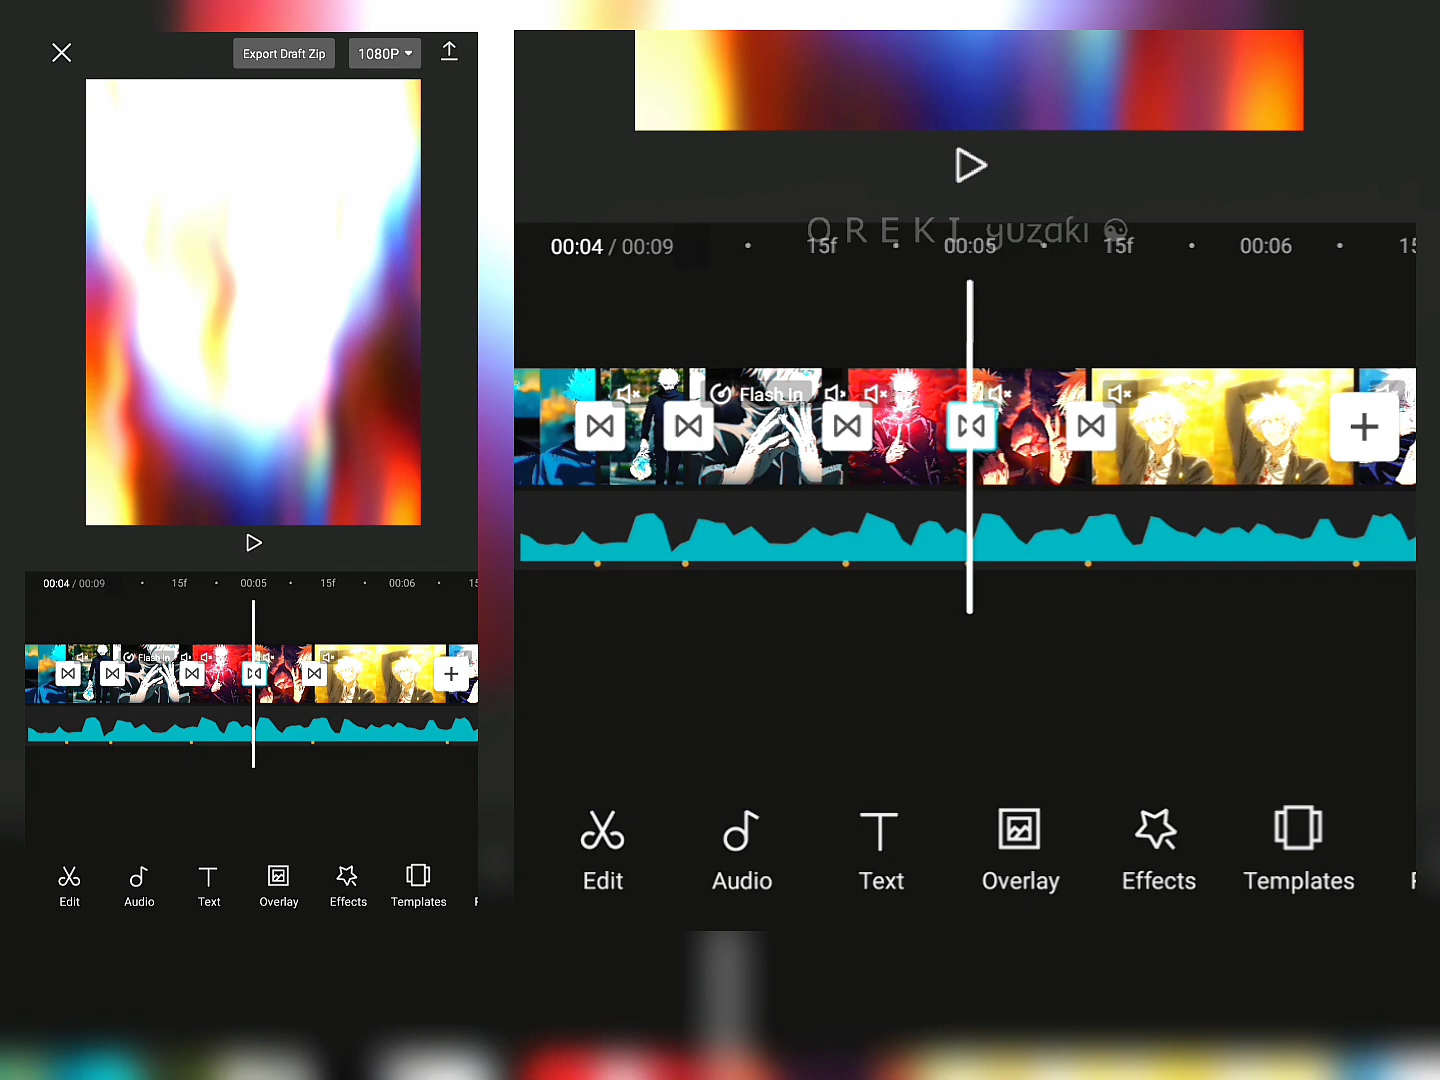 Export Draft Zip 1080P
00:04 / 00:09 15f 00:05 15f 00:06 15
Flash In
Edit Audio Text Overlay Effects Templates
O R E K I yuzaki
00:04 / 00:09 15f 00:05 15f 00:06 15
Flash In
Edit Audio Text Overlay Effects Templates